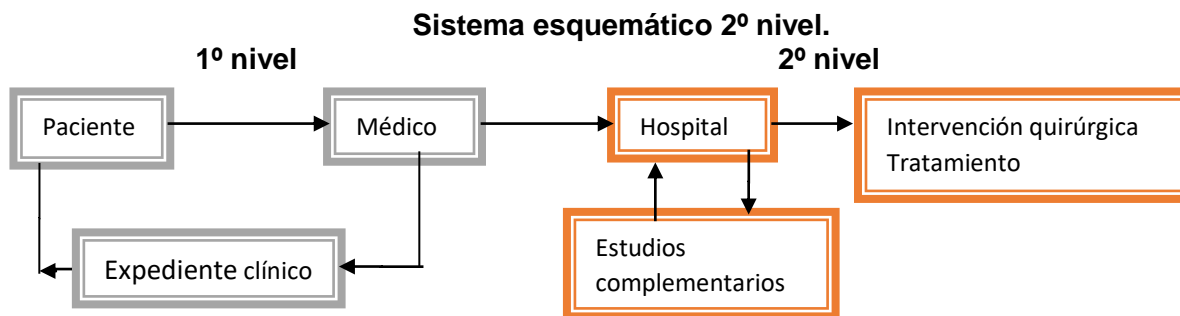 Sistema esquemático 2º nivel.
1º nivel
2º nivel
Paciente
Médico
Hospital
Intervención quirúrgica
Tratamiento
Expediente clínico
Estudios
complementarios